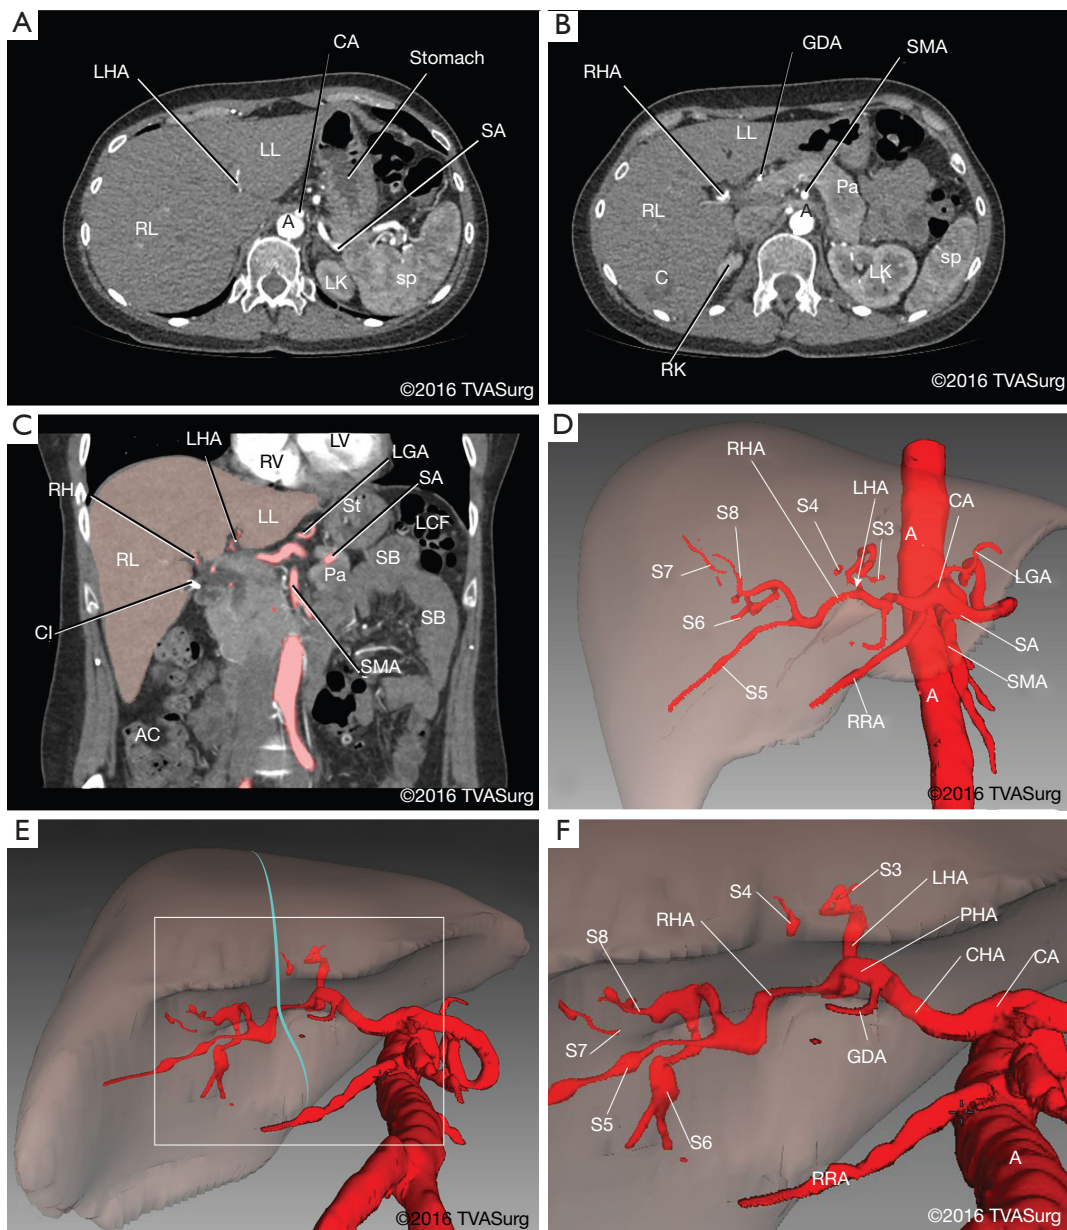 A
CA
LHA
Stomach
SA
LL
RL
A
LK
sp
©2016 TVASurg
B
GDA
SMA
RHA
LL
Pa
RL
A
C
LK
sp
RK
©2016 TVASurg
C
LHA
LV
RV
LGA
RHA
SA
St
LL
LCF
RL
SB
Pa
SB
CI
SMA
AC
©2016 TVASurg
D
RHA
LHA
S4
S8
S3
CA
A
S7
LGA
S6
SA
S5
SMA
RRA
A
©2016 TVASurg
E
©2016 TVASurg
F
S3
S4
LHA
RHA
PHA
S8
CHA
CA
S7
GDA
S5
S6
A
RRA
©2016 TVASurg